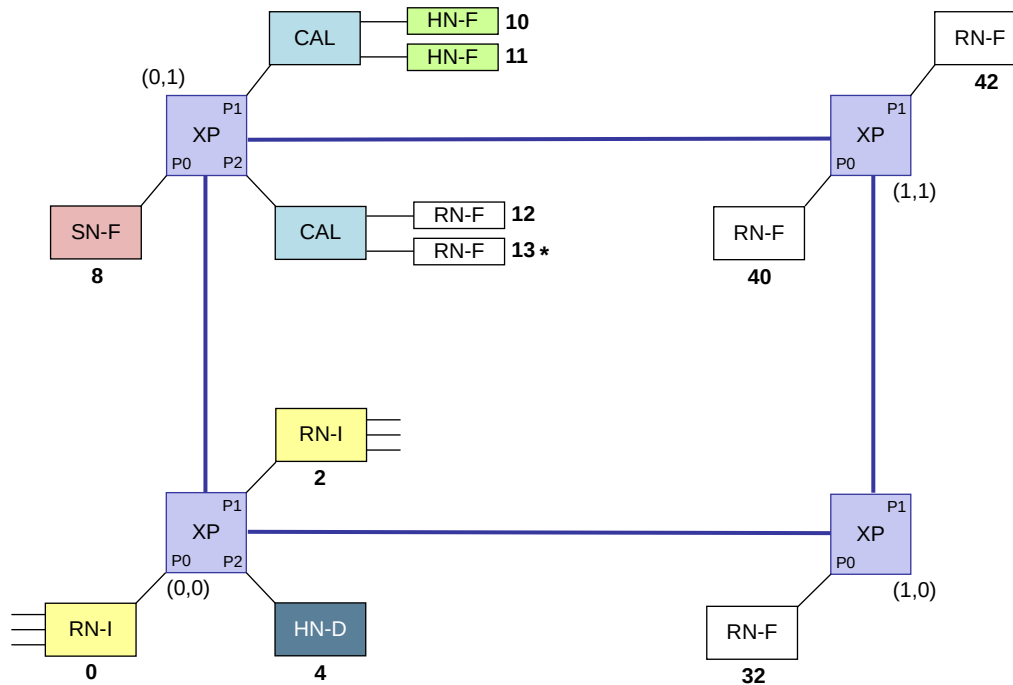 CAL
HN-F 10
HN-F 11
RN-F
42
(0,1)
P1
XP
P0 P2
P1
XP
P0
(1,1)
SN-F
8
CAL
RN-F 12
RN-F 13 *
RN-F
40
RN-I
2
P1
XP
P0 P2
(0,0)
P1
XP
P0
(1,0)
RN-I
0
HN-D
4
RN-F
32